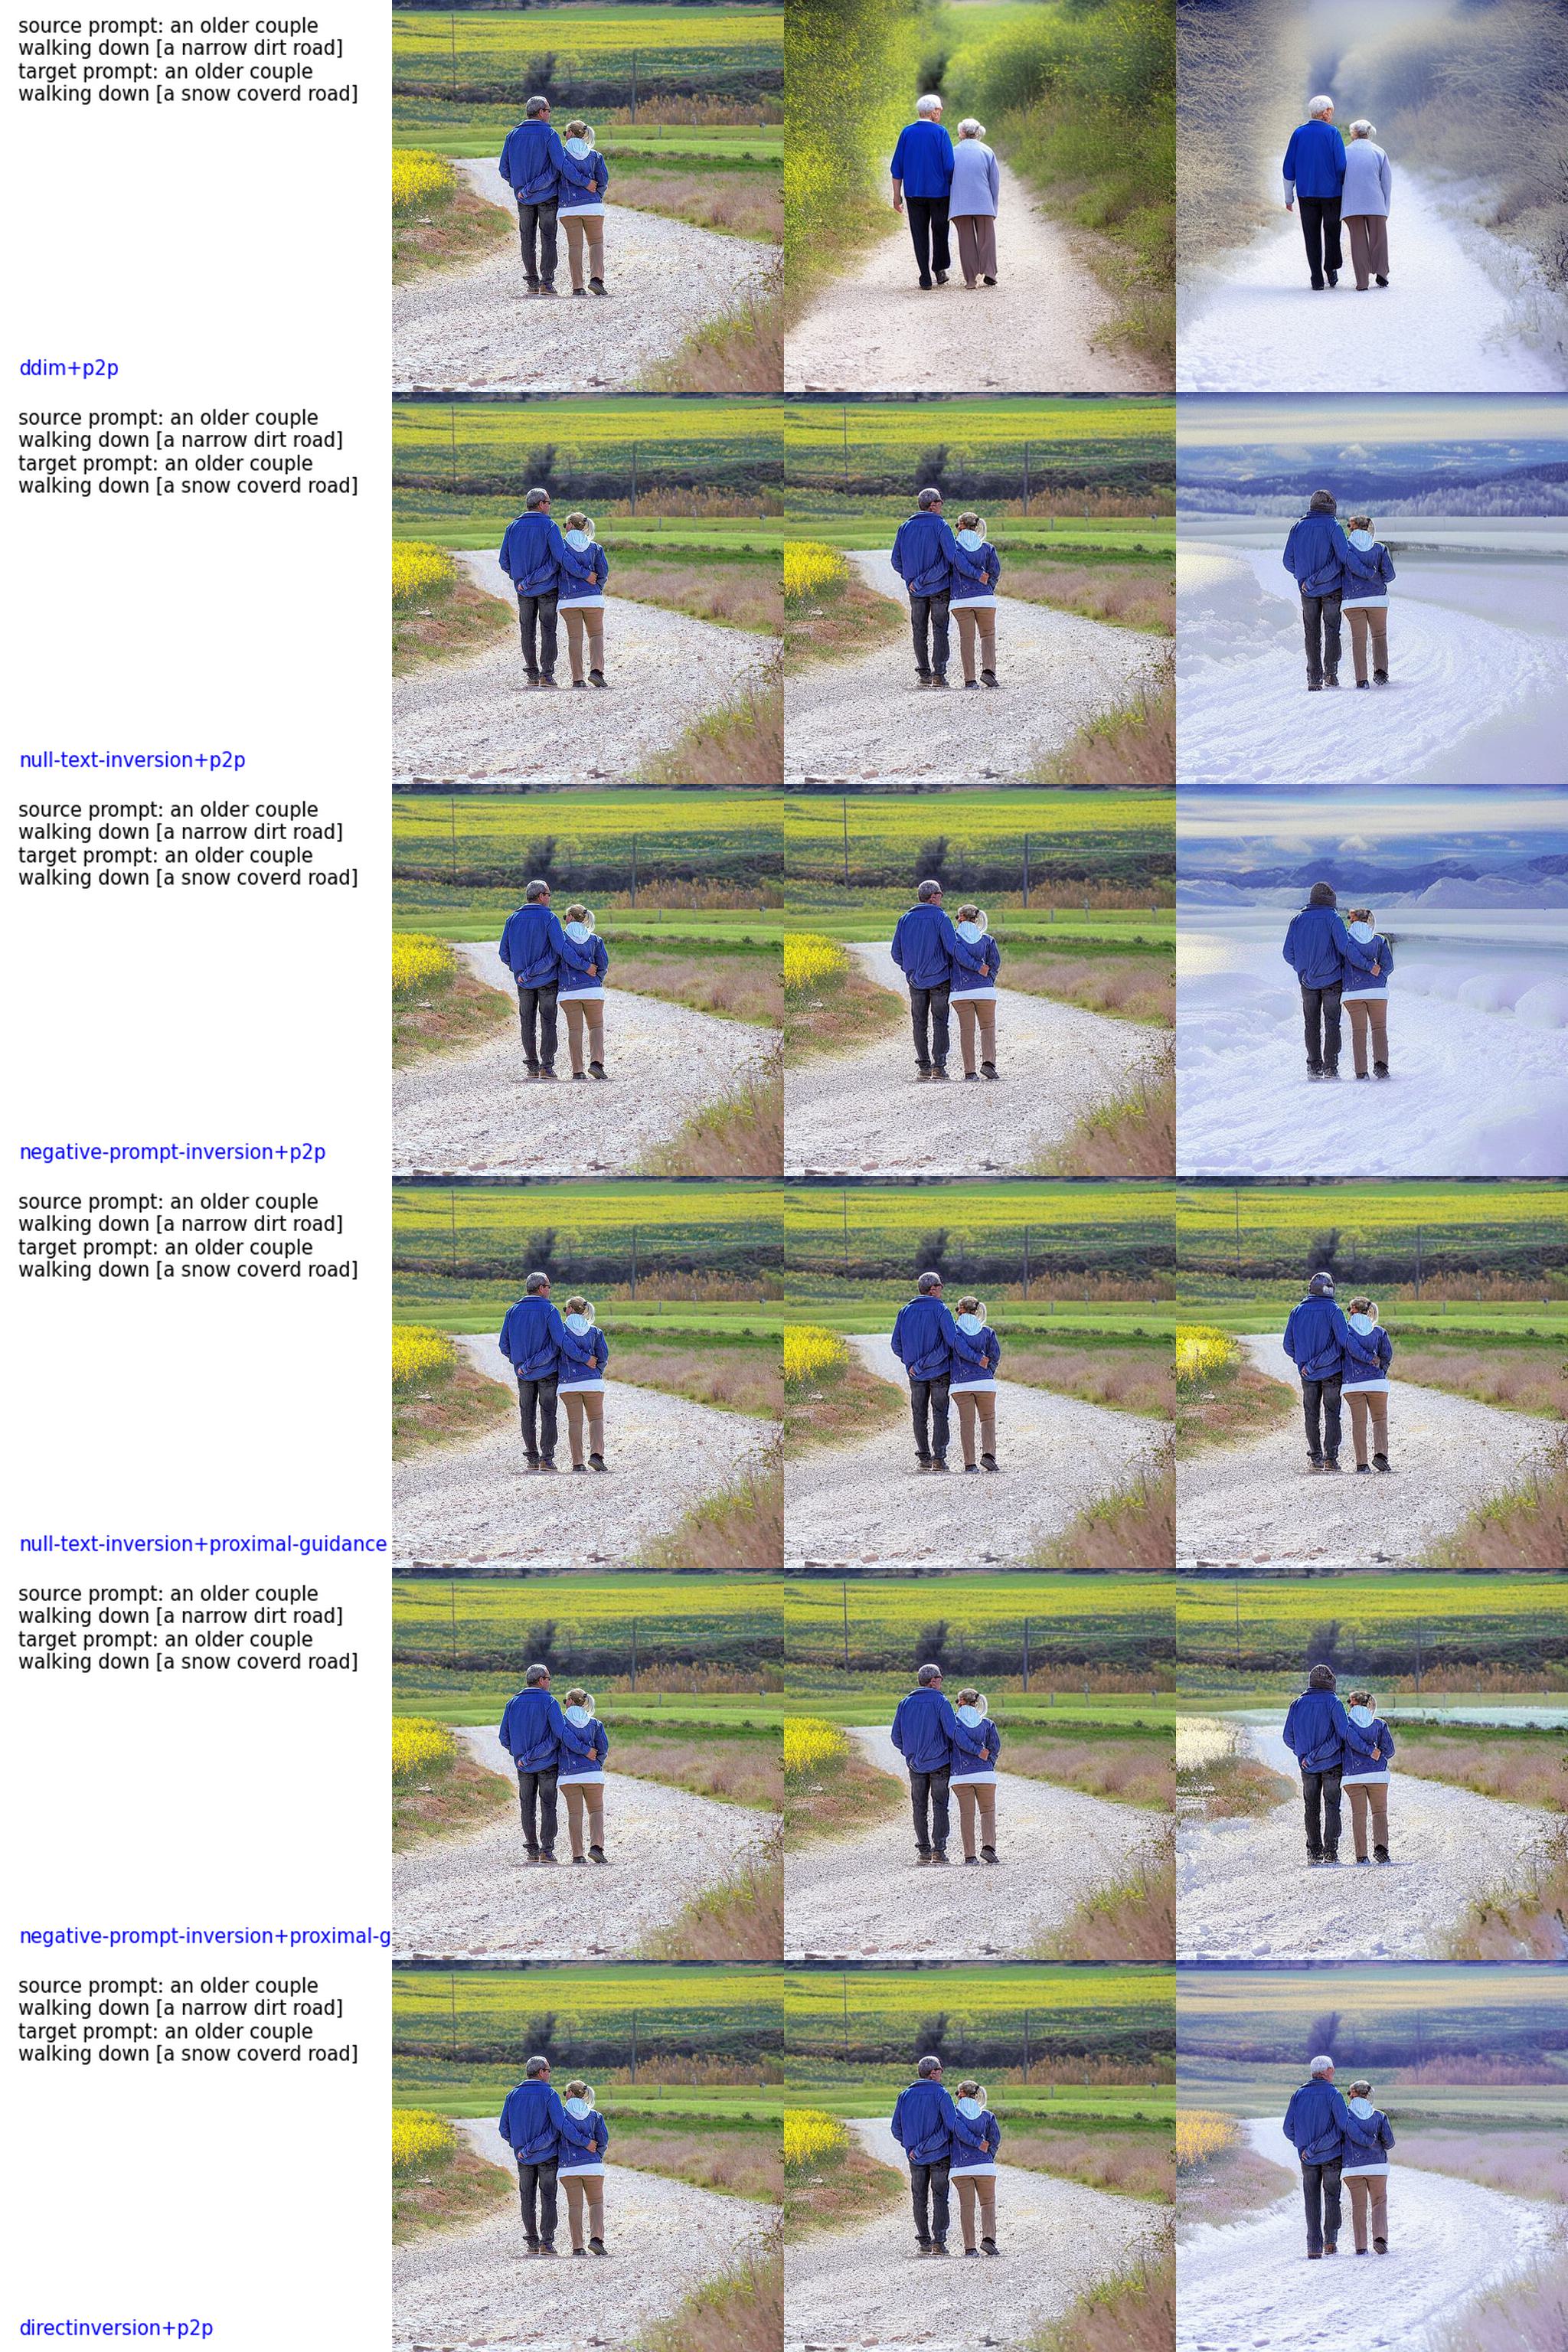 source prompt: an older couple
walking down [a narrow dirt road]
target prompt: an older couple
walking down [a snow coverd road]
ddim+p2p
source prompt: an older couple
walking down [a narrow dirt road]
target prompt: an older couple
walking down [a snow coverd road]
null-text-inversion+p2p
source prompt: an older couple
walking down [a narrow dirt road]
target prompt: an older couple
walking down [a snow coverd road]
negative-prompt-inversion+p2p
source prompt: an older couple
walking down [a narrow dirt road]
target prompt: an older couple
walking down [a snow coverd road]
null-text-inversion+proximal-guidance
source prompt: an older couple
walking down [a narrow dirt road]
target prompt: an older couple
walking down [a snow coverd road]
negative-prompt-inversion+proximal-g
source prompt: an older couple
walking down [a narrow dirt road]
target prompt: an older couple
walking down [a snow coverd road]
directinversion+p2p